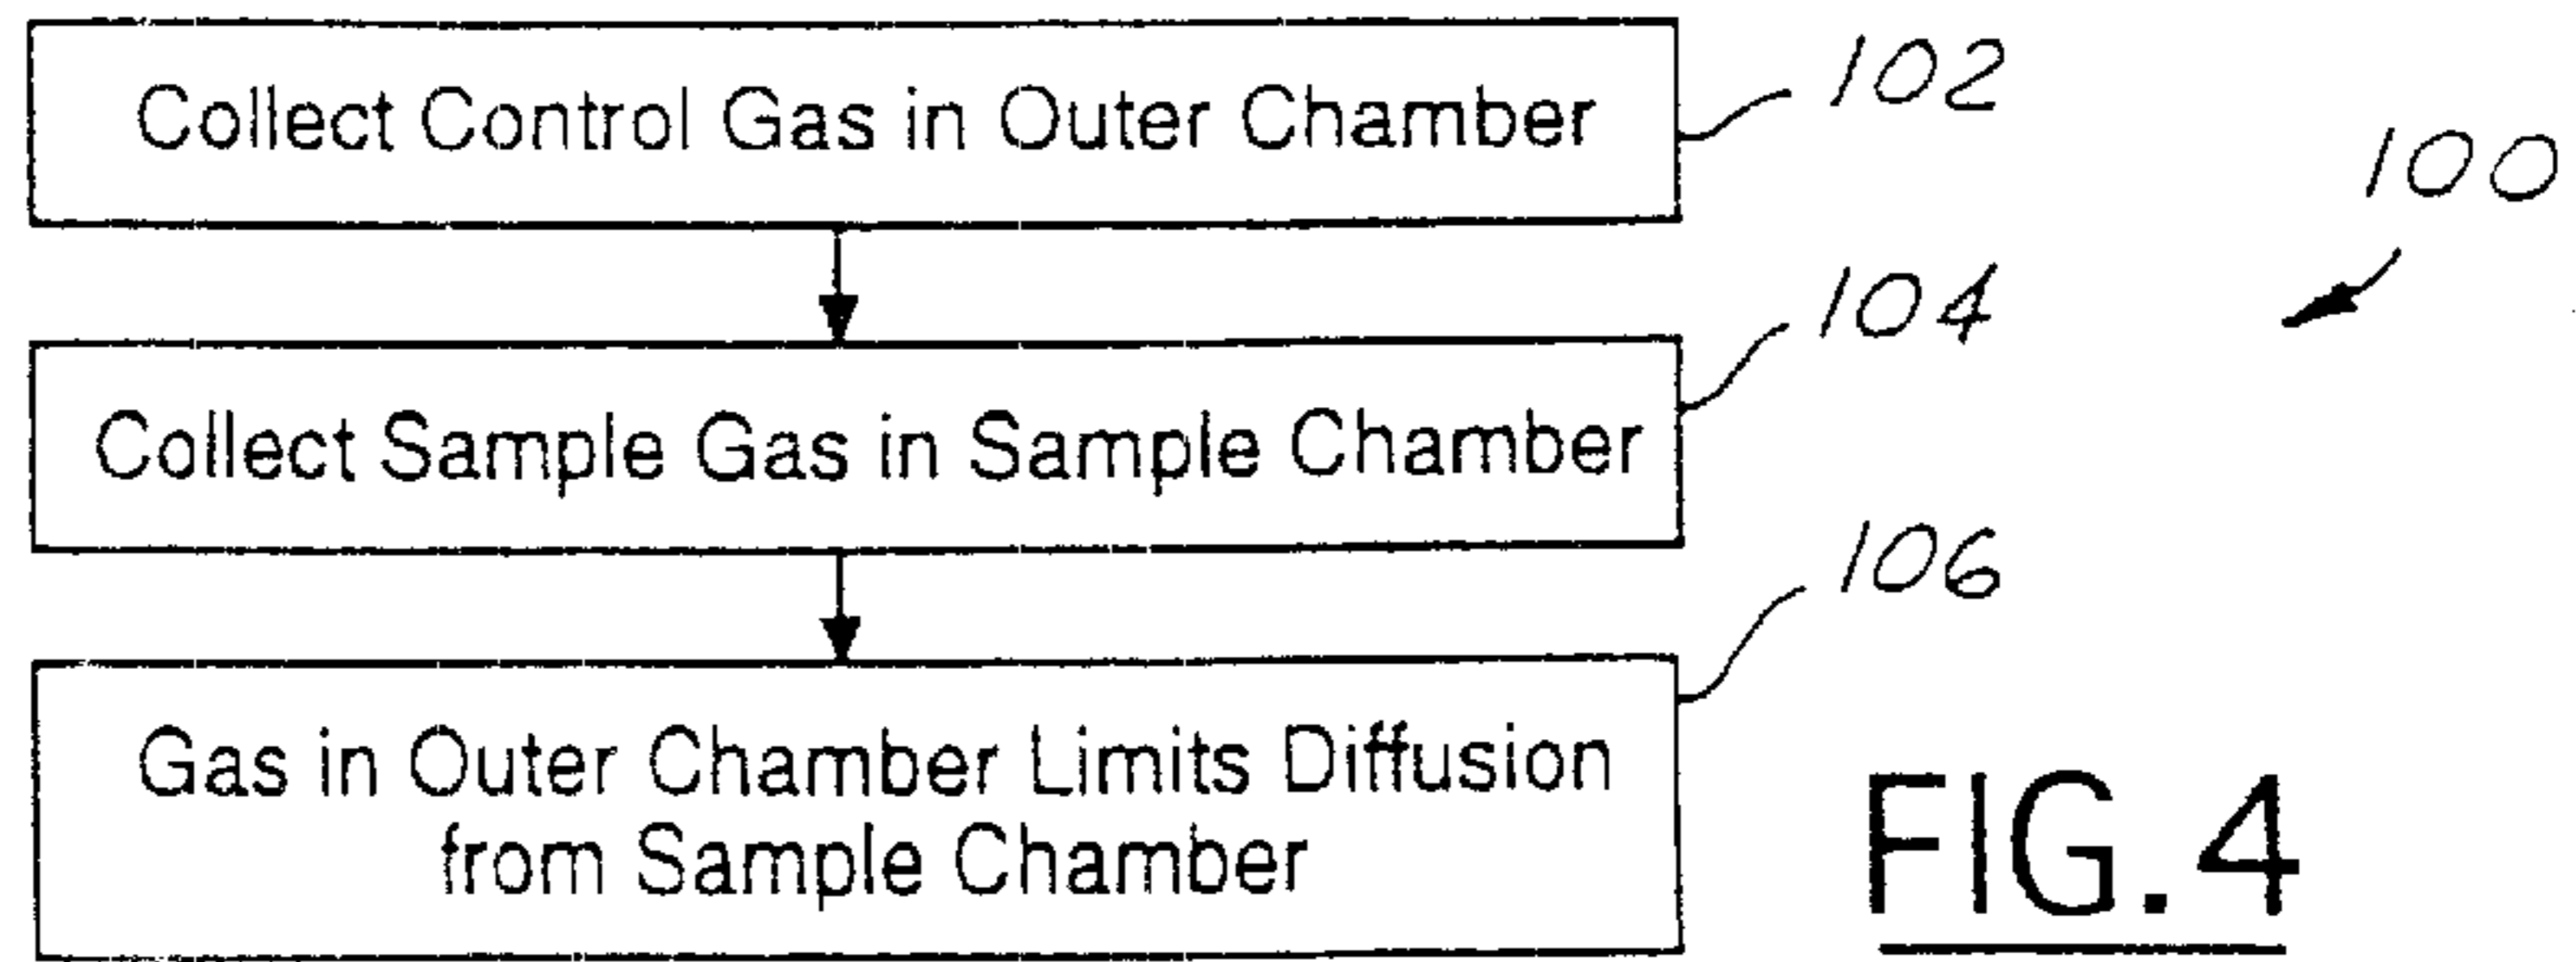 Collect Control Gas in Outer Chamber
102
100
Collect Sample Gas in Sample Chamber
104
Gas in Outer Chamber Limits Diffusion
from Sample Chamber
106
FIG.4